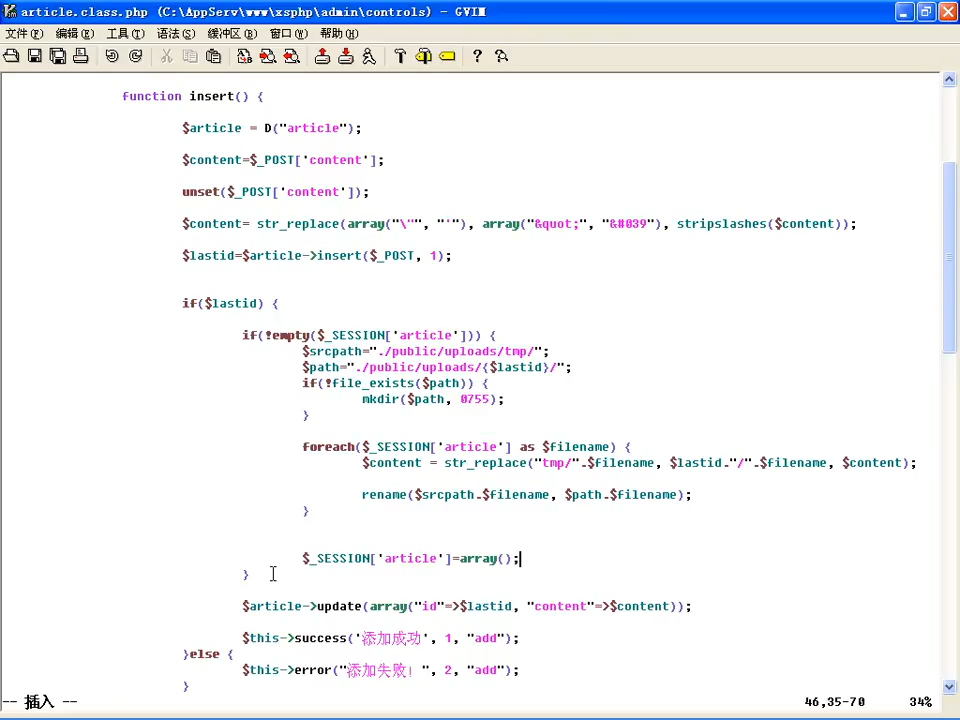 article.class.php (C:\AppServ\www\xsphp\admin\controls) - GVIM
文件(F) 编辑(E) 工具(T) 语法(S) 缓冲区(B) 窗口(W) 帮助(H)
function insert() {
$article = D("article");
$content=$_POST['content'];
unset($_POST['content']);
$content= str_replace(array("\"", "'"), array("&quot;", "&#039"), stripslashes($content));
$lastid=$article->insert($_POST, 1);
if($lastid) {
if(!empty($_SESSION['article'])) {
$srcpath="./public/uploads/tmp/";
$path="./public/uploads/{$lastid}/";
if(!file_exists($path)) {
mkdir($path, 0755);
}
foreach($_SESSION['article'] as $filename) {
$content = str_replace("tmp/".$filename, $lastid."/".$filename, $content);
rename($srcpath.$filename, $path.$filename);
}
$_SESSION['article']=array();
}
$article->update(array("id"=>$lastid, "content"=>$content));
$this->success('添加成功', 1, "add");
}else {
$this->error("添加失败! ", 2, "add");
}
-- 插入 -- 46,35-70 34%